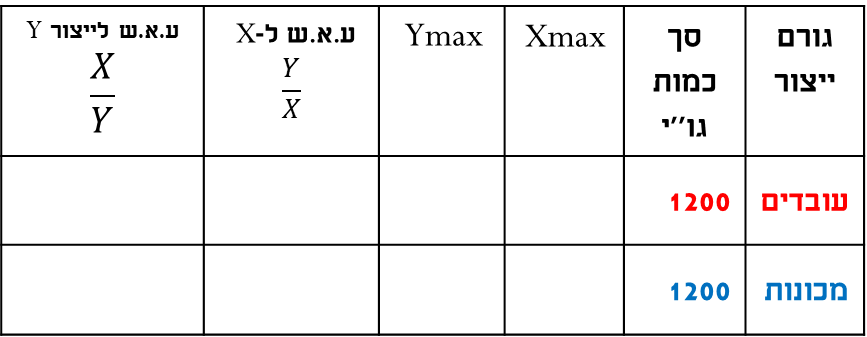 גורם ייצור
סך כמות גו''י
Xmax
Ymax
ע.א.ש ל-X
Y
X
ע.א.ש לייצור Y
X
Y
עובדים
1200
מכונות
1200